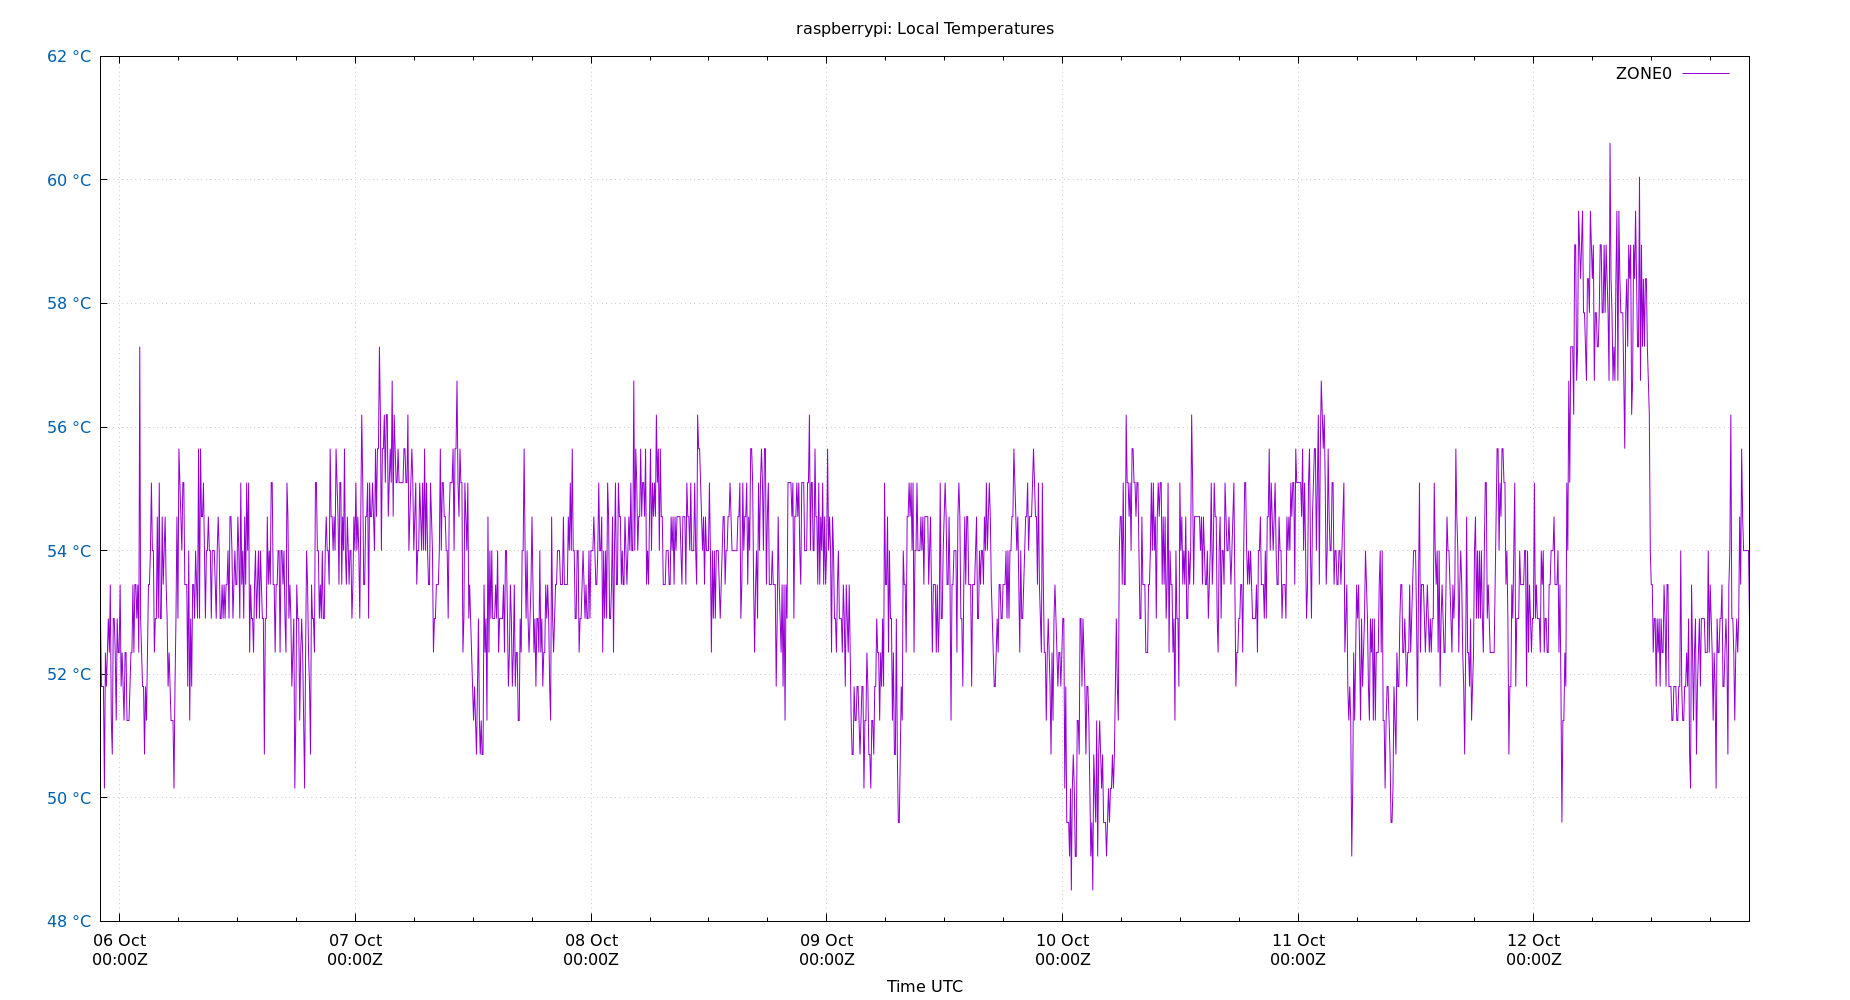 raspberrypi: Local Temperatures
62 °C
ZONE0
60 °C
58 °C
56 °C
54 °C
52 °C
50 °C
48 °C
06 Oct 07 Oct 08 Oct 09 Oct 10 Oct 11 Oct 12 Oct
00:00Z 00:00Z 00:00Z 00:00Z 00:00Z 00:00Z 00:00Z
Time UTC